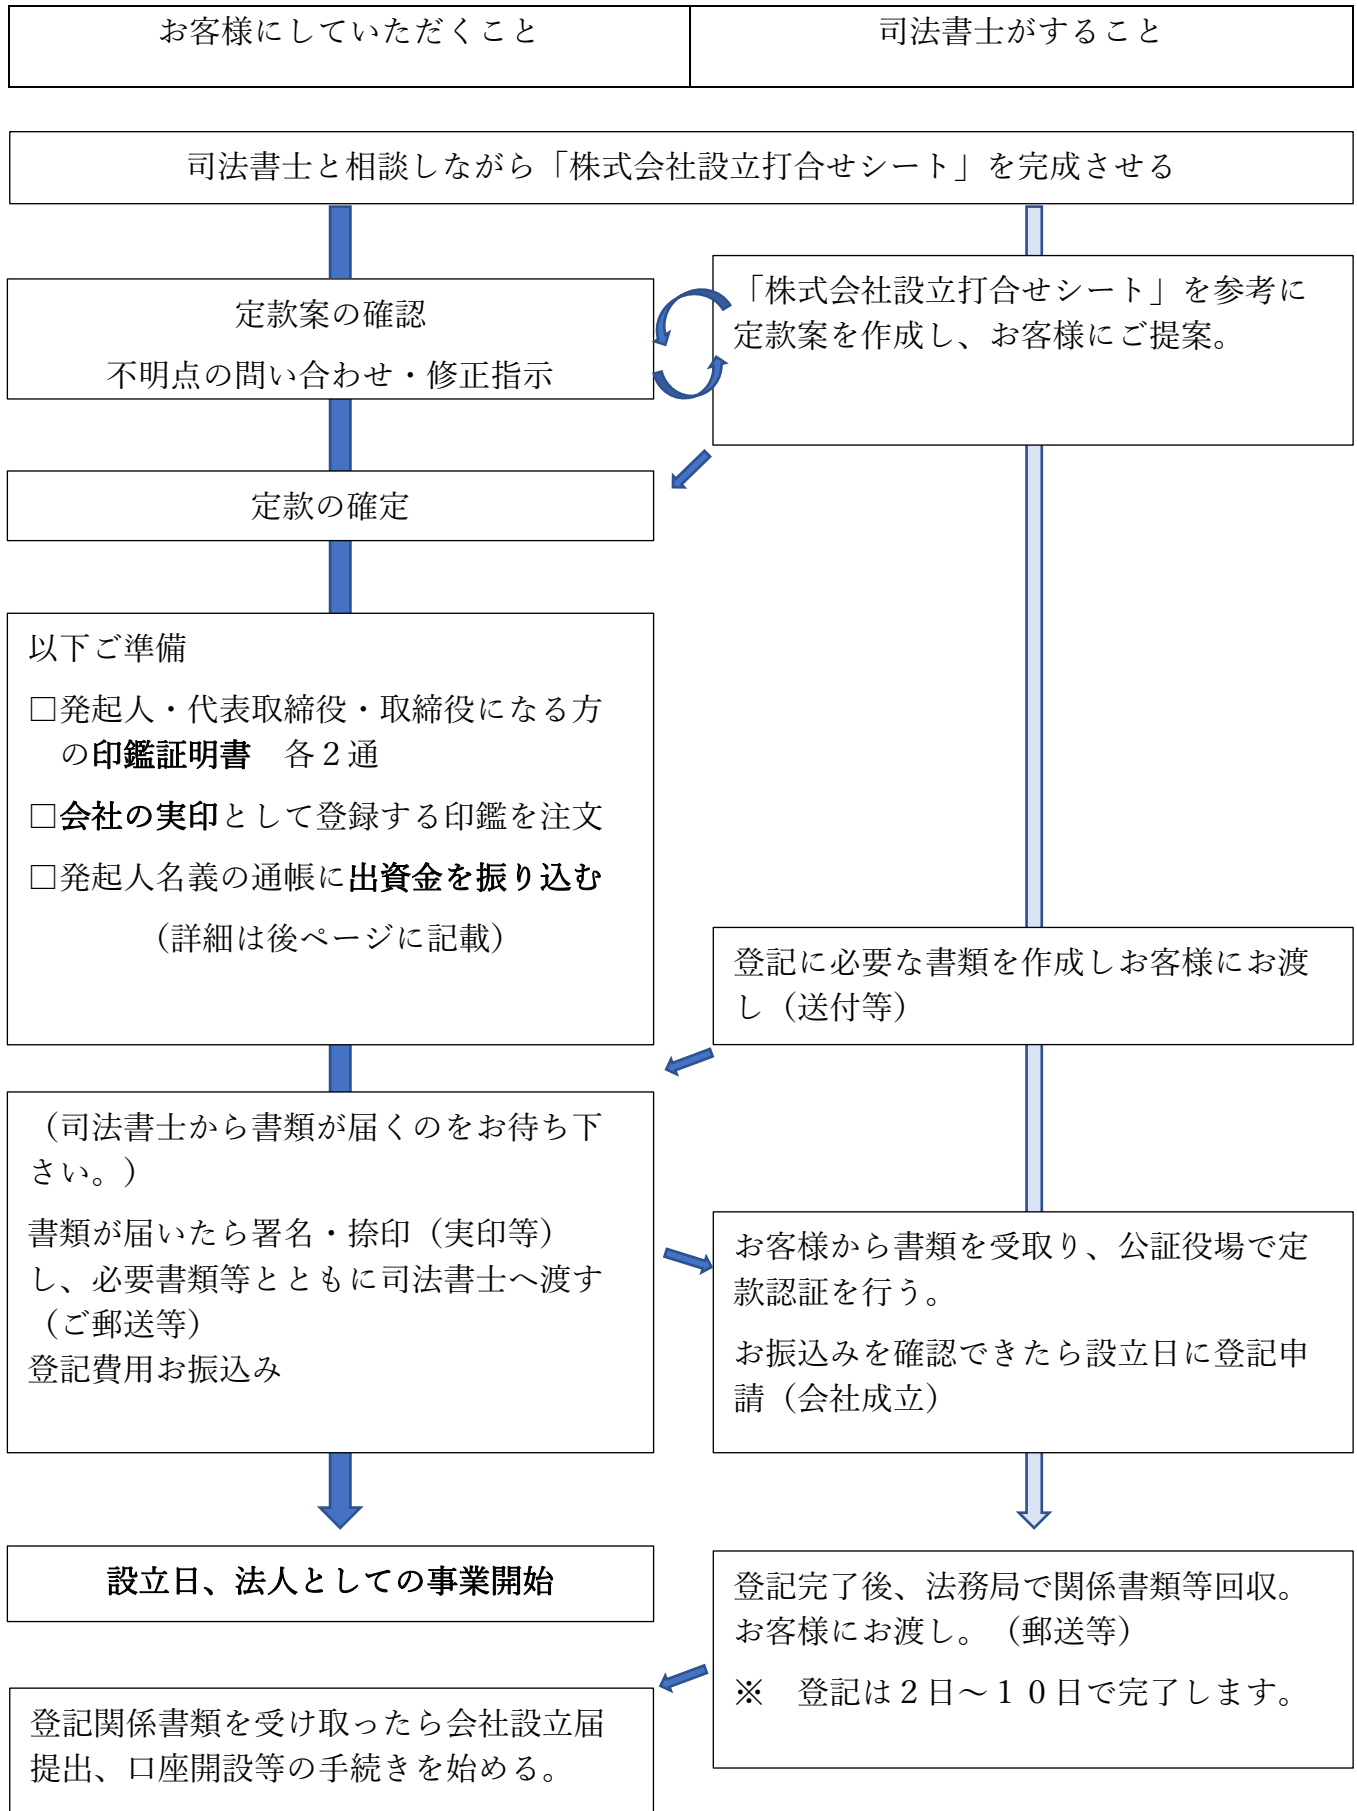 お客様にしていただくこと
司法書士がすること
司法書士と相談しながら「株式会社設立打合せシート」を完成させる
定款案の確認
不明点の問い合わせ・修正指示
「株式会社設立打合せシート」を参考に
定款案を作成し、お客様にご提案。
定款の確定
以下ご準備
□発起人・代表取締役・取締役になる方
の印鑑証明書　各２通
□会社の実印として登録する印鑑を注文
□発起人名義の通帳に出資金を振り込む
（詳細は後ページに記載）
登記に必要な書類を作成しお客様にお渡
し（送付等）
（司法書士から書類が届くのをお待ち下
さい。）
書類が届いたら署名・捺印（実印等）
し、必要書類等とともに司法書士へ渡す
（ご郵送等）
登記費用お振込み
お客様から書類を受取り、公証役場で定
款認証を行う。
お振込みを確認できたら設立日に登記申
請（会社成立）
設立日、法人としての事業開始
登記完了後、法務局で関係書類等回収。
お客様にお渡し。（郵送等）
※　登記は２日～１０日で完了します。
登記関係書類を受け取ったら会社設立届
提出、口座開設等の手続きを始める。